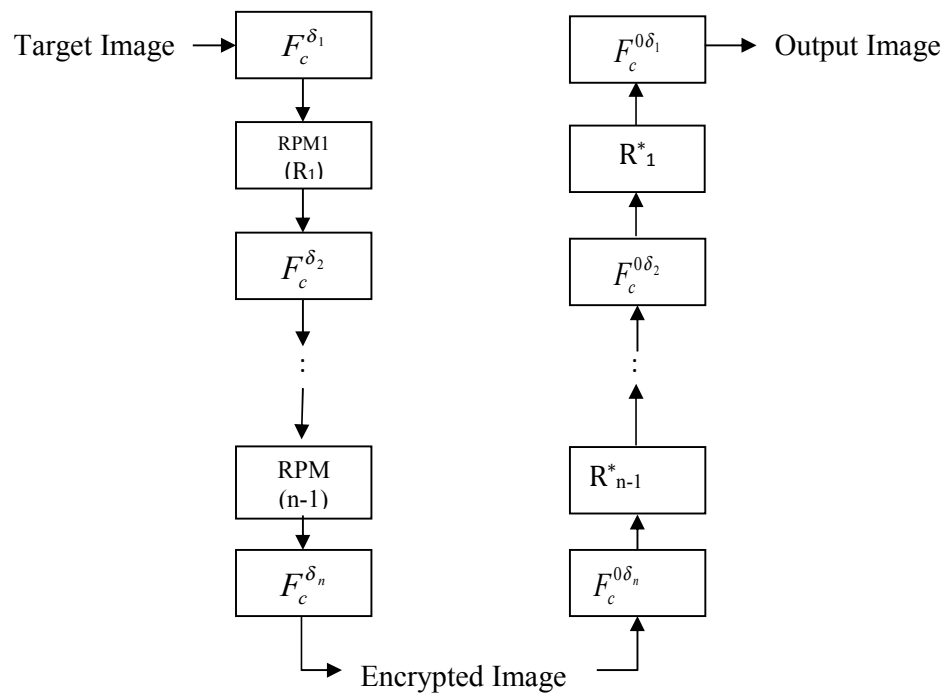 Target Image
F_c^{δ_1}
RPM1
(R₁)
F_c^{δ_2}
:
RPM
(n-1)
F_c^{δ_n}
Encrypted Image
F_c^{0δ_n}
R*_{n-1}
:
F_c^{0δ_2}
R*_1
F_c^{0δ_1}
Output Image